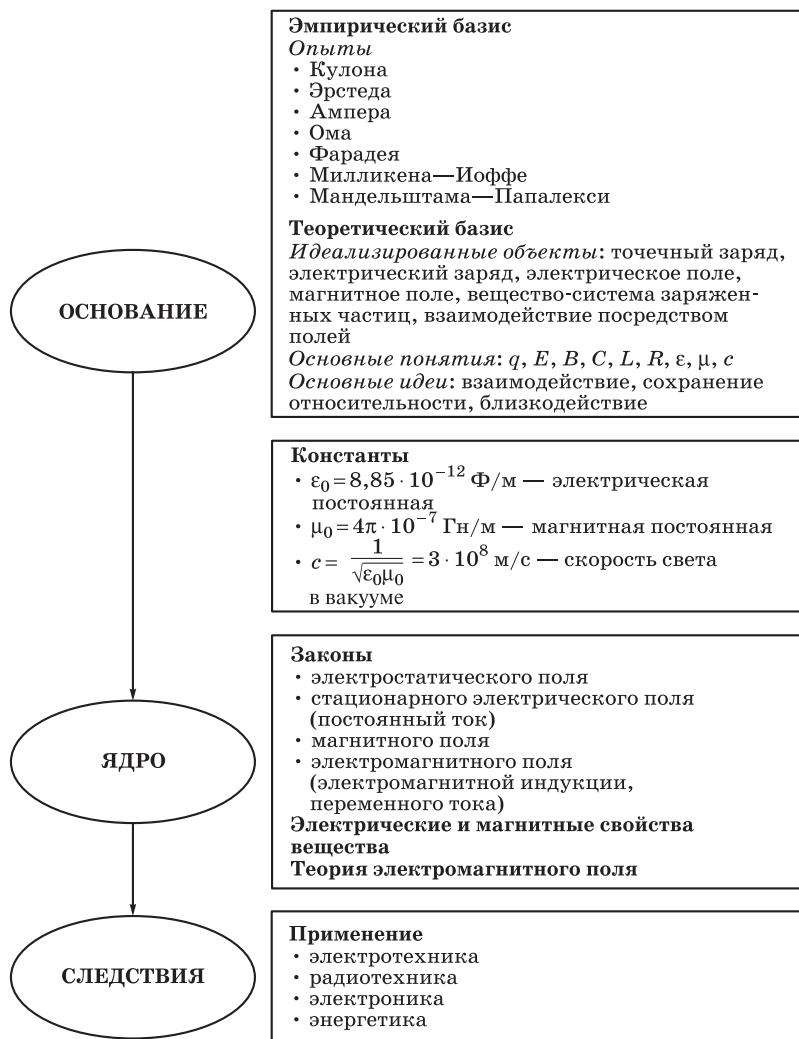 Эмпирический базис
Опыты
• Кулона
• Эрстеда
• Ампера
• Ома
• Фарадея
• Милликена—Иоффе
• Мандельштама—Папалекси
Теоретический базис
Идеализированные объекты: точечный заряд,
электрический заряд, электрическое поле,
магнитное поле, вещество-система заряжен-
ных частиц, взаимодействие посредством
полей
Основные понятия: q, E, B, C, L, R, ε, μ, c
Основные идеи: взаимодействие, сохранение
относительности, близкодействие
ОСНОВАНИЕ
Константы
• ε₀ = 8,85 · 10⁻¹² Ф/м — электрическая
постоянная
• μ₀ = 4π · 10⁻⁷ Гн/м — магнитная постоянная
• c = 1/√ε₀μ₀ = 3 · 10⁸ м/с — скорость света
в вакууме
Законы
• электростатического поля
• стационарного электрического поля
(постоянный ток)
• магнитного поля
• электромагнитного поля
(электромагнитной индукции,
переменного тока)
Электрические и магнитные свойства
вещества
Теория электромагнитного поля
ЯДРО
Применение
• электротехника
• радиотехника
• электроника
• энергетика
СЛЕДСТВИЯ